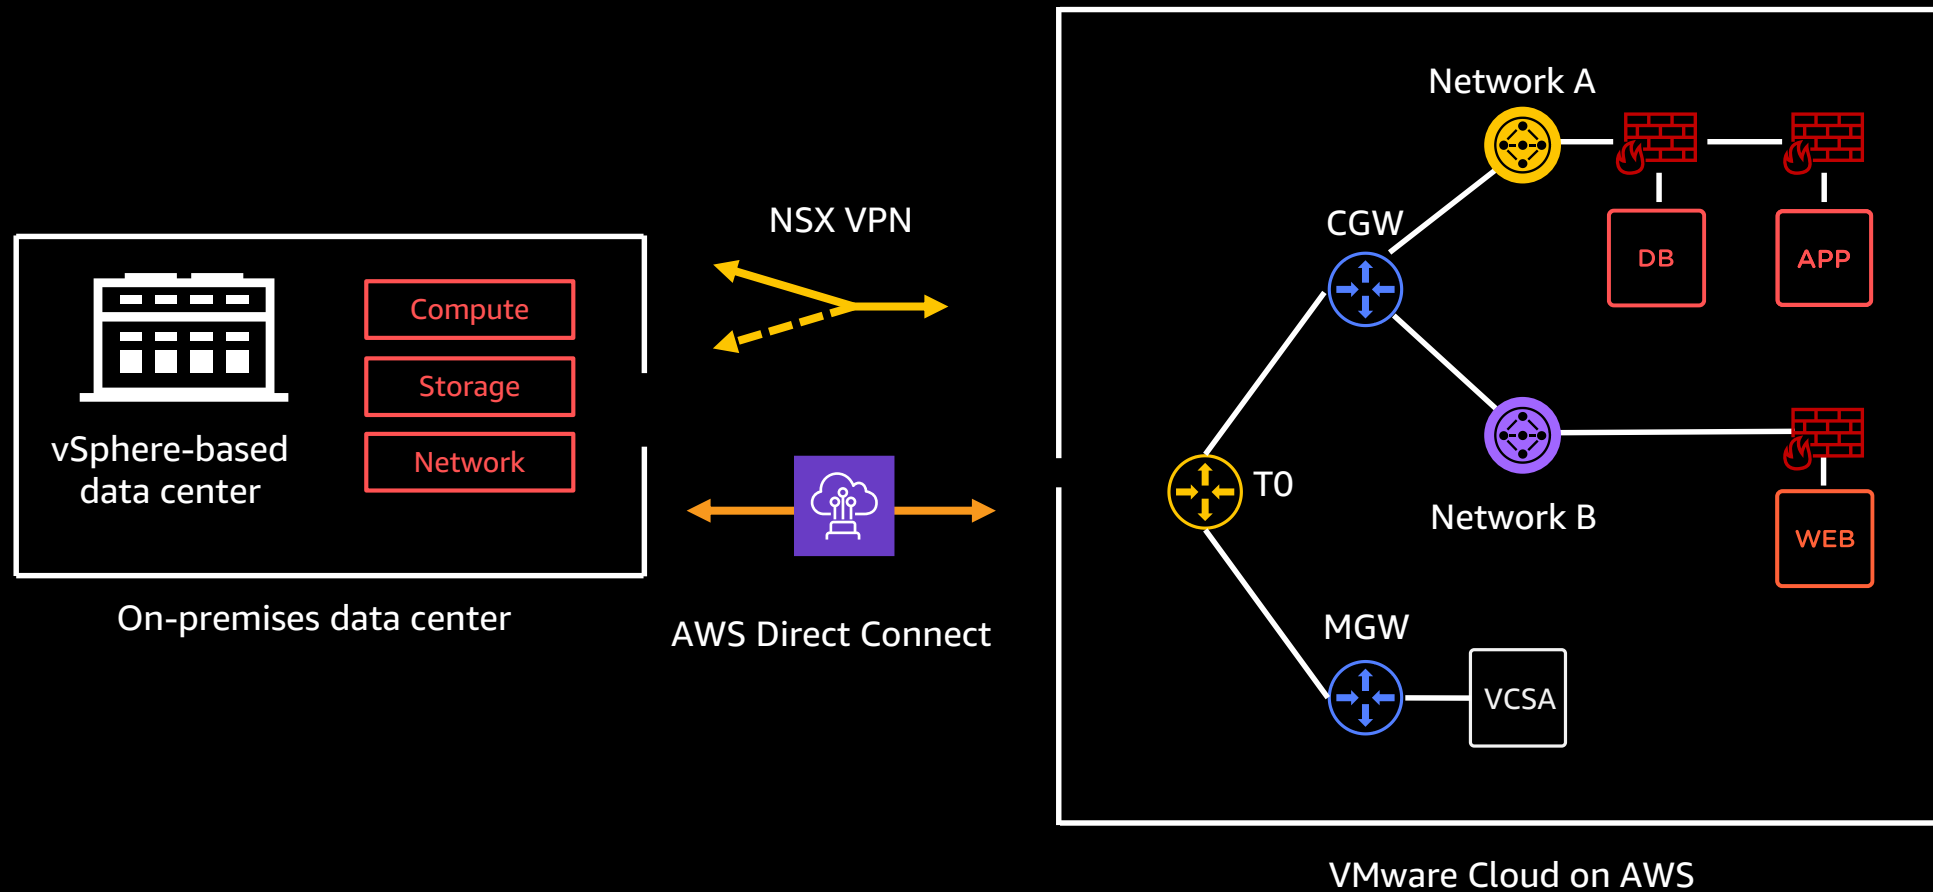 Network A
NSX VPN
CGW
DB
APP
Compute
Storage
Network
vSphere-based
data center
T0
Network B
WEB
On-premises data center
AWS Direct Connect
MGW
VCSA
VMware Cloud on AWS